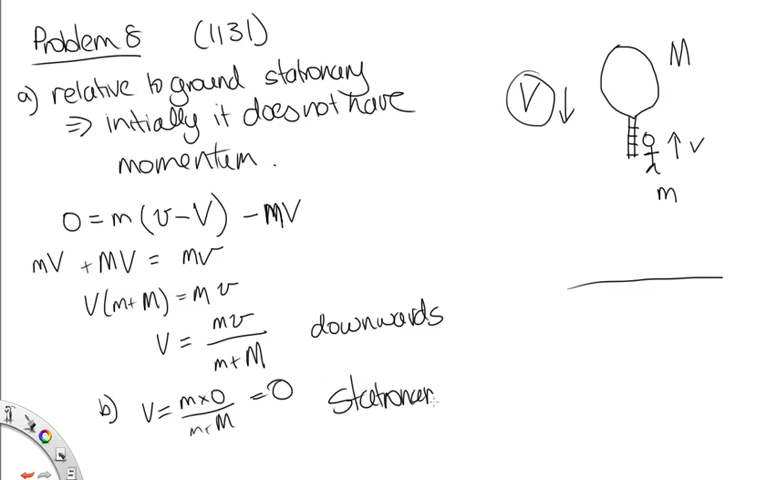 Problem 8 (1131)
a) relative to ground stationary
⇒ initially it does not have
momentum.
0 = m(v-V) - MV
mV + MV = mv
V(m+M) = mv
V = mv/m+M downwards
b) V = m×0/m+M = 0 Stationar
M
V ↓
↑ v
m